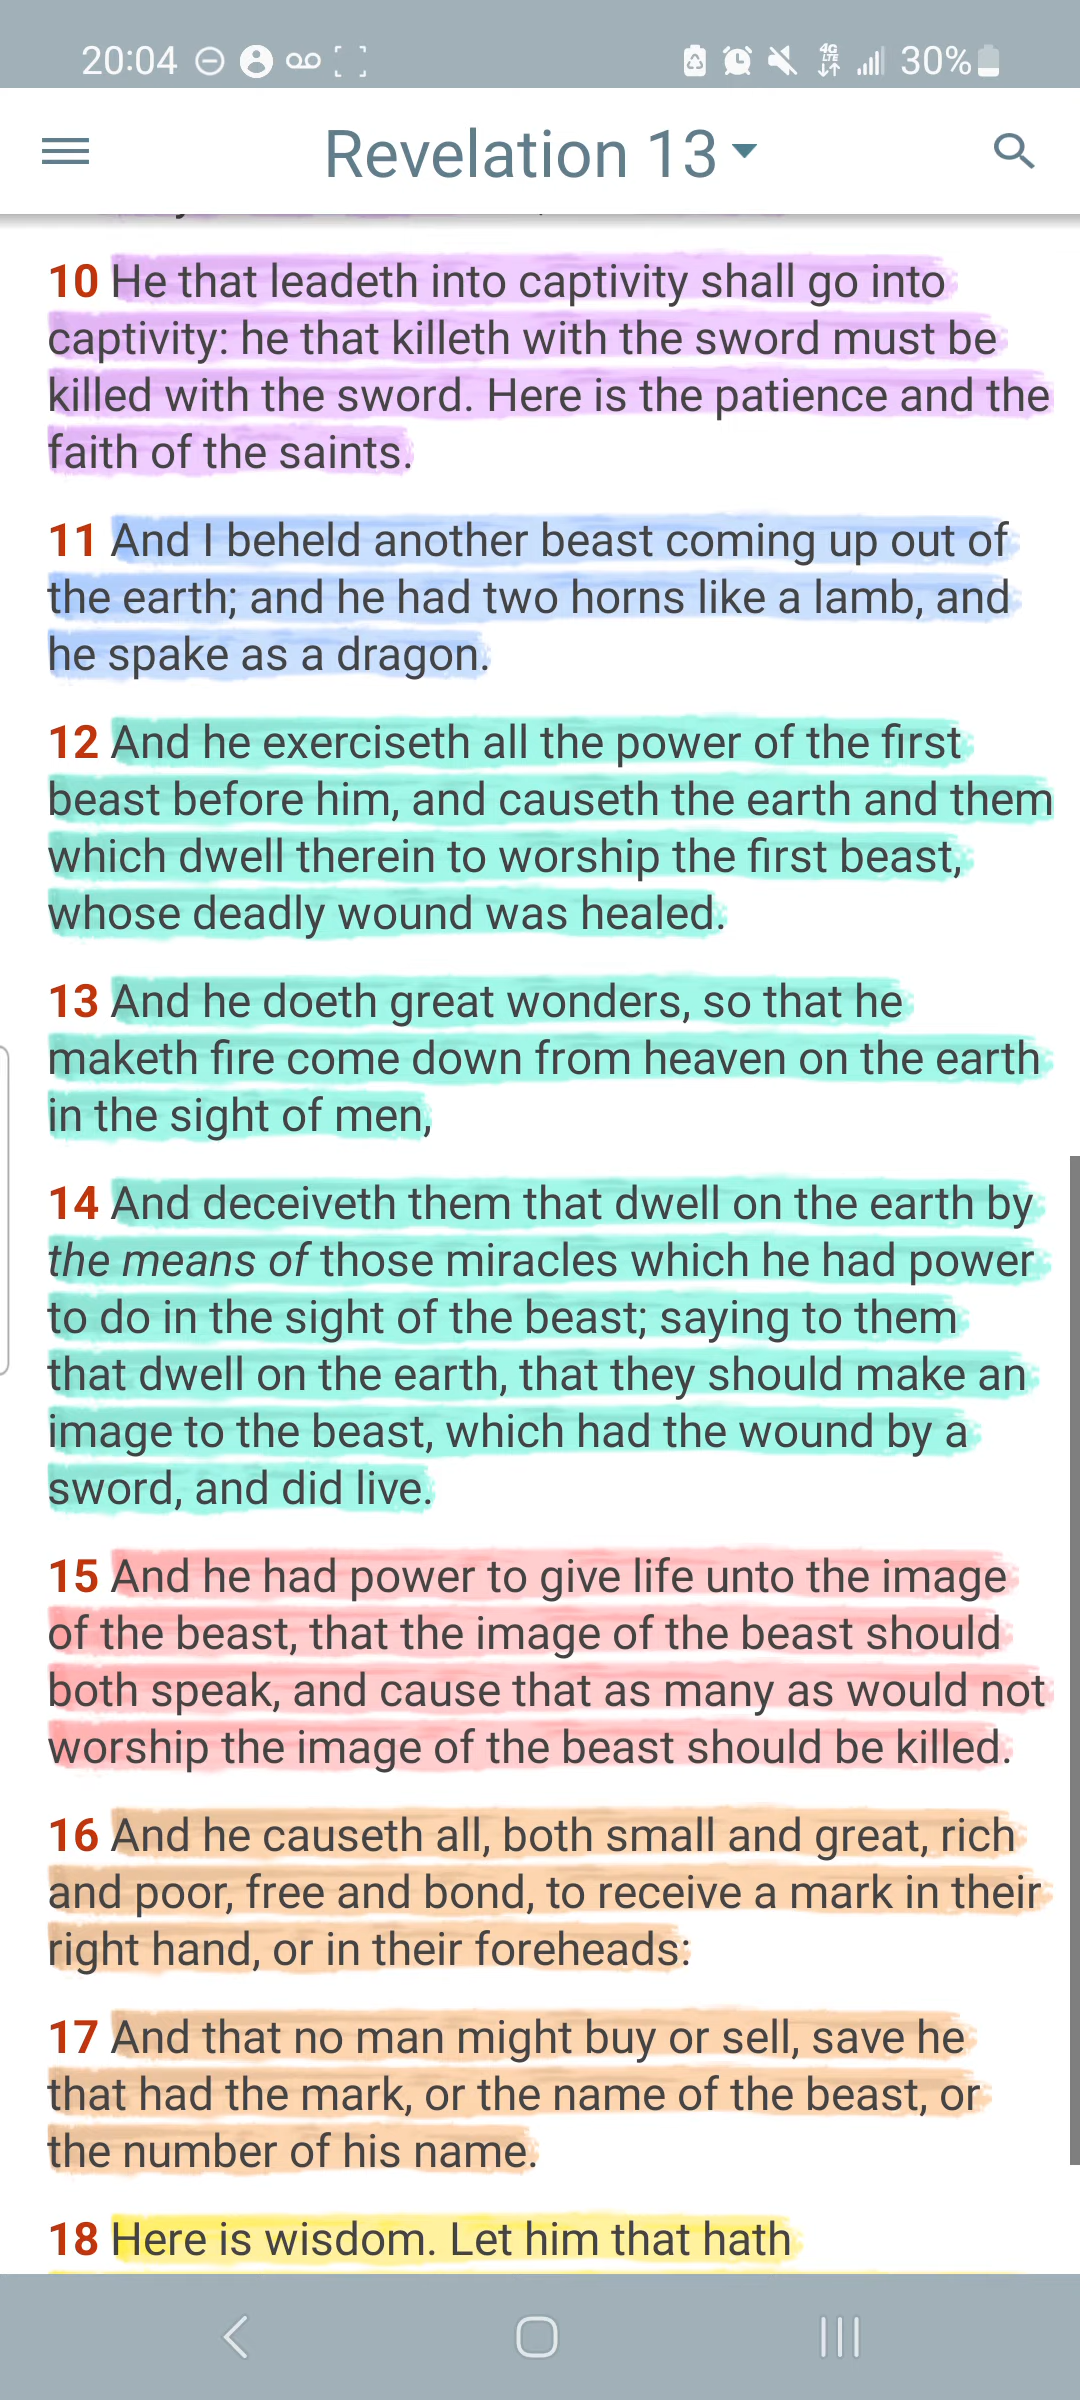 20:04
4G
LTE
30%
Revelation 13
10 He that leadeth into captivity shall go into
captivity: he that killeth with the sword must be
killed with the sword. Here is the patience and the
faith of the saints.
11 And I beheld another beast coming up out of
the earth; and he had two horns like a lamb, and
he spake as a dragon.
12 And he exerciseth all the power of the first
beast before him, and causeth the earth and them
which dwell therein to worship the first beast,
whose deadly wound was healed.
13 And he doeth great wonders, so that he
maketh fire come down from heaven on the earth
in the sight of men,
14 And deceiveth them that dwell on the earth by
the means of those miracles which he had power
to do in the sight of the beast; saying to them
that dwell on the earth, that they should make an
image to the beast, which had the wound by a
sword, and did live.
15 And he had power to give life unto the image
of the beast, that the image of the beast should
both speak, and cause that as many as would not
worship the image of the beast should be killed.
16 And he causeth all, both small and great, rich
and poor, free and bond, to receive a mark in their
right hand, or in their foreheads:
17 And that no man might buy or sell, save he
that had the mark, or the name of the beast, or
the number of his name.
18 Here is wisdom. Let him that hath